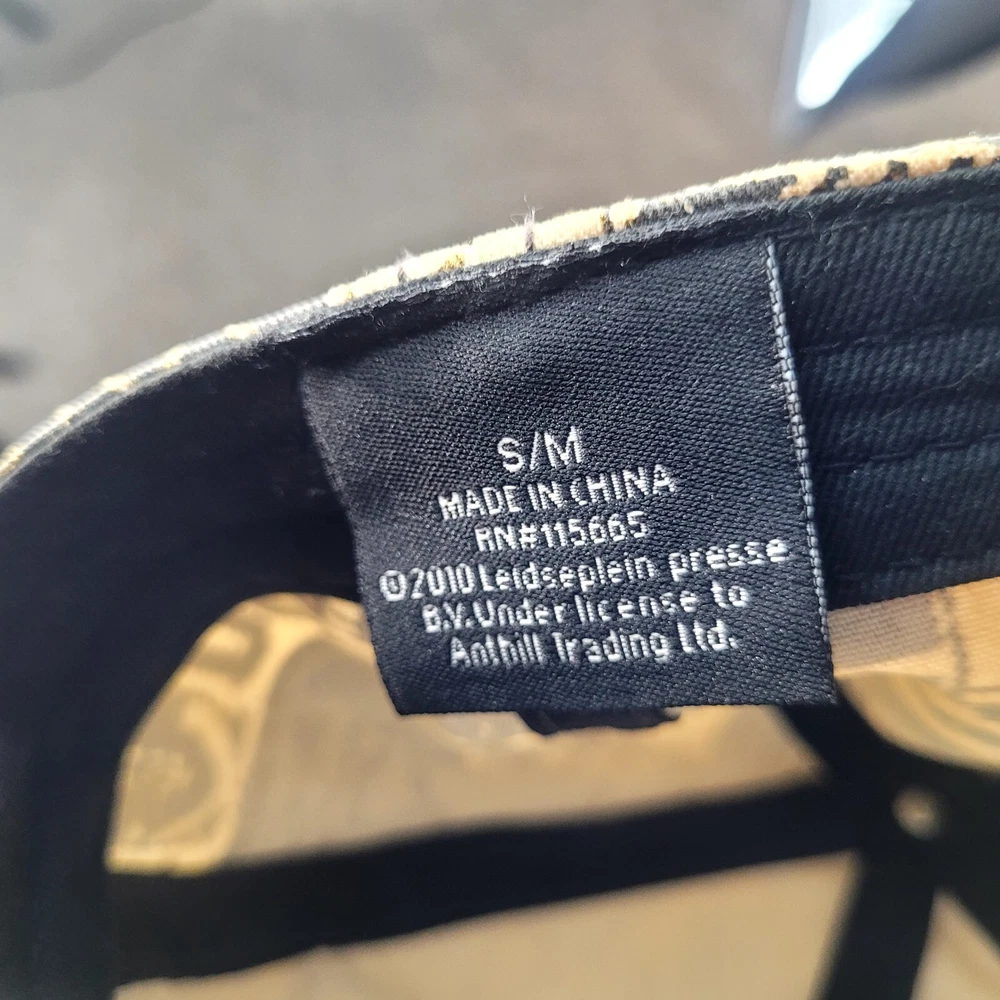 S/M
MADE IN CHINA
RN#115665
©2010 Leidseplein presse
B.V. Under license to
Anthill Trading Ltd.